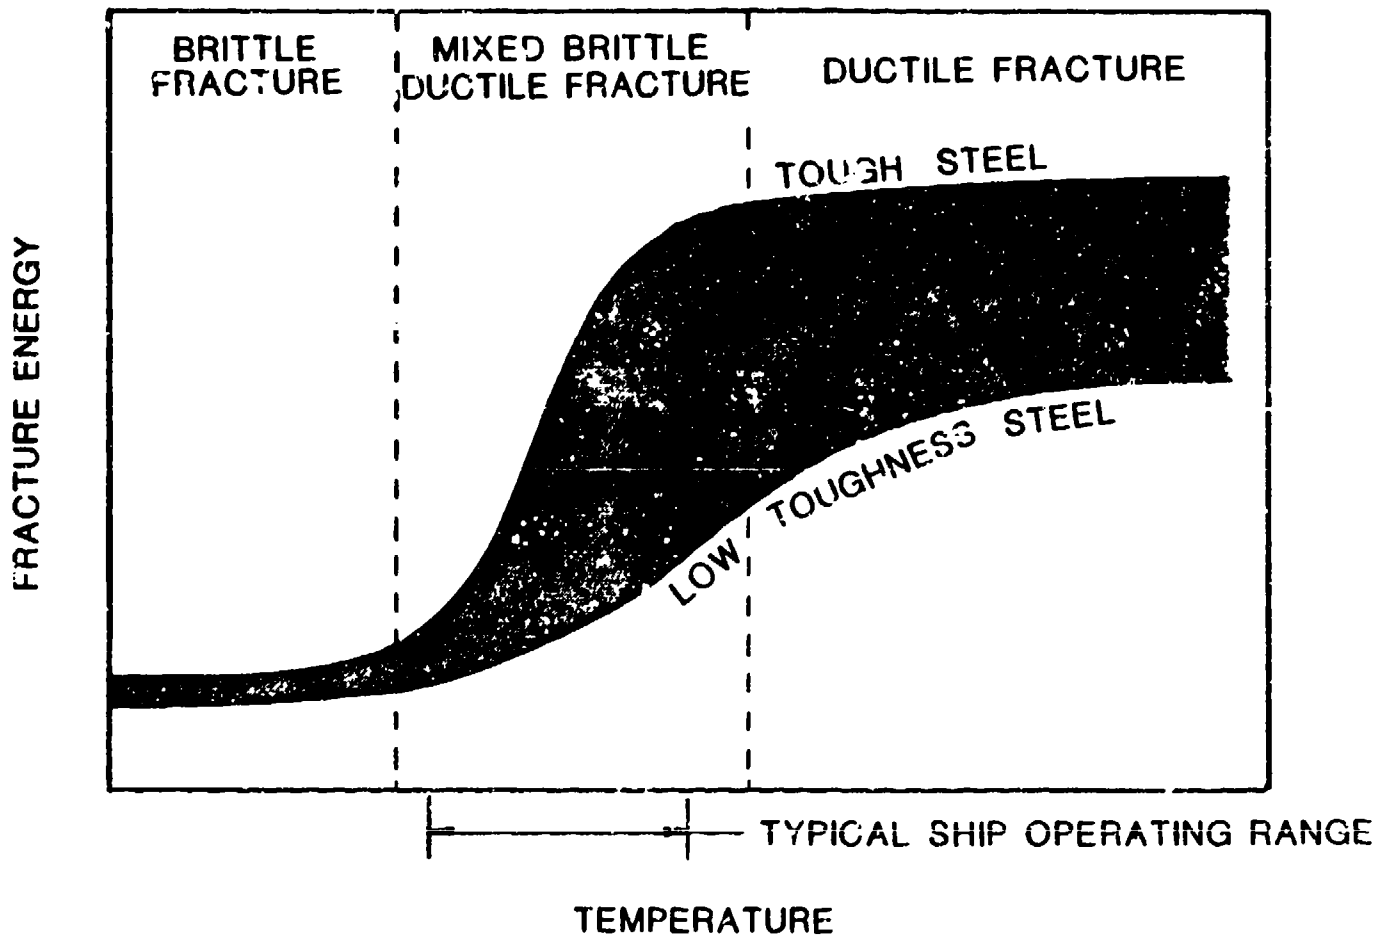 BRITTLE
FRACTURE
MIXED BRITTLE
DUCTILE FRACTURE
DUCTILE FRACTURE
TOUGH STEEL
LOW TOUGHNESS STEEL
FRACTURE ENERGY
TYPICAL SHIP OPERATING RANGE
TEMPERATURE